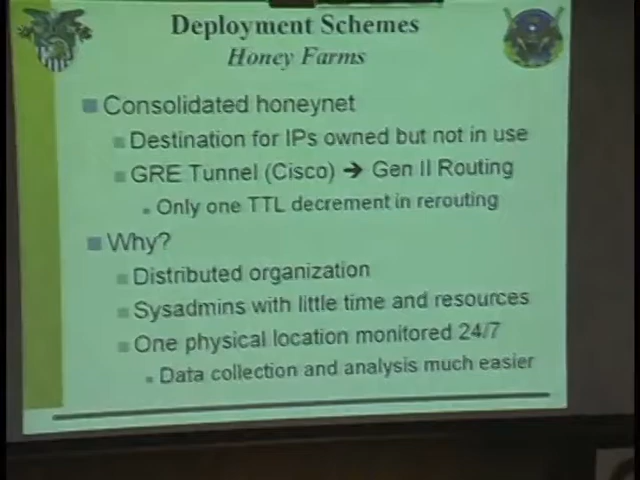 Deployment Schemes
Honey Farms
Consolidated honeynet
Destination for IPs owned but not in use
GRE Tunnel (Cisco) → Gen II Routing
Only one TTL decrement in rerouting
Why?
Distributed organization
Sysadmins with little time and resources
One physical location monitored 24/7
Data collection and analysis much easier